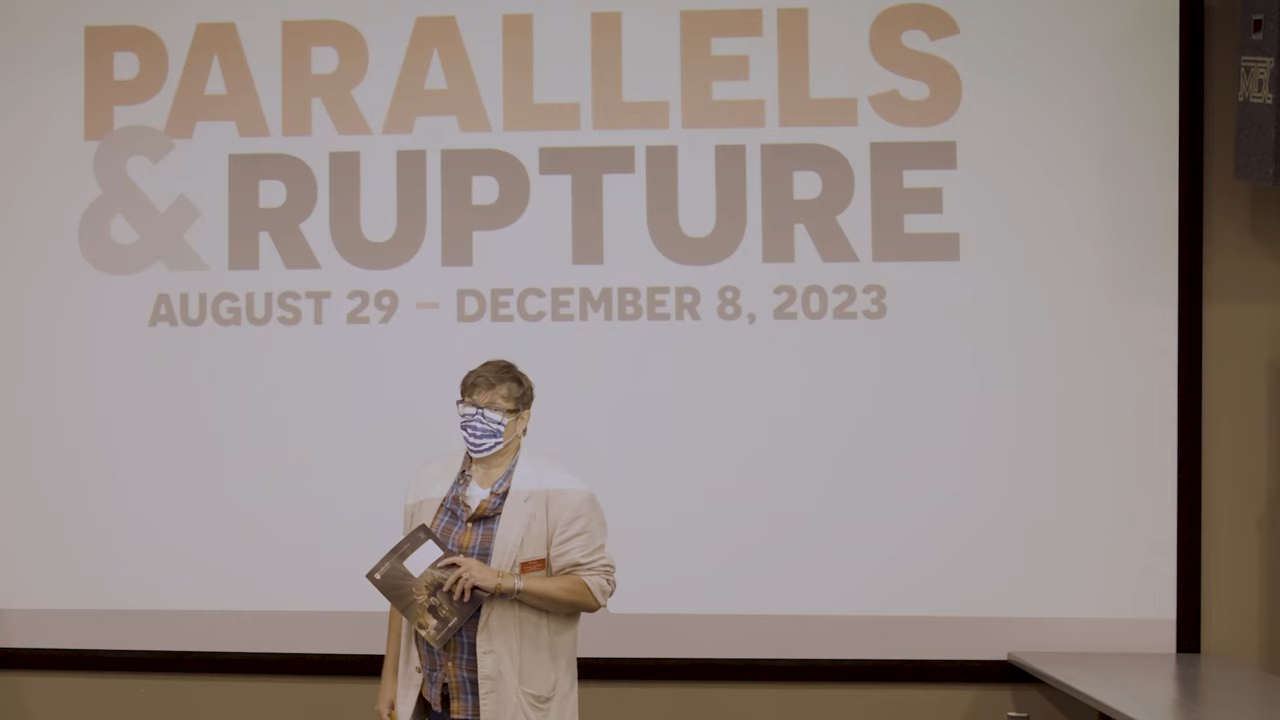 PARALLELS
& RUPTURE
AUGUST 29 – DECEMBER 8, 2023